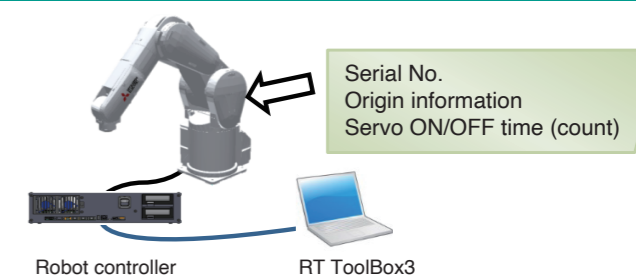 Serial No.
Origin information
Servo ON/OFF time (count)
Robot controller
RT ToolBox3